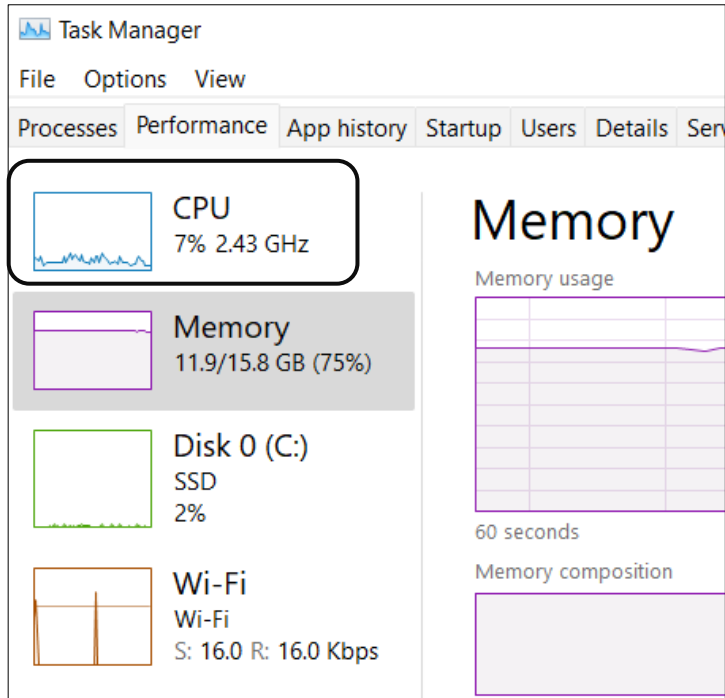 Task Manager
File Options View
Processes Performance App history Startup Users Details Serv
CPU
7% 2.43 GHz
Memory
11.9/15.8 GB (75%)
Disk 0 (C:)
SSD
2%
Wi-Fi
Wi-Fi
S: 16.0 R: 16.0 Kbps
Memory
Memory usage
60 seconds
Memory composition